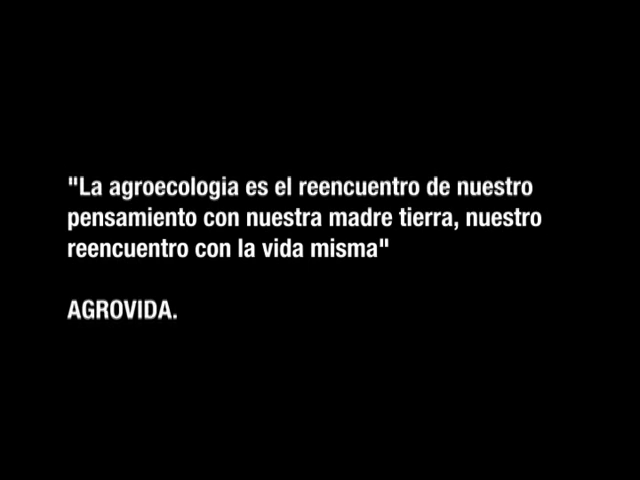 "La agroecologia es el reencuentro de nuestro
pensamiento con nuestra madre tierra, nuestro
reencuentro con la vida misma"
AGROVIDA.